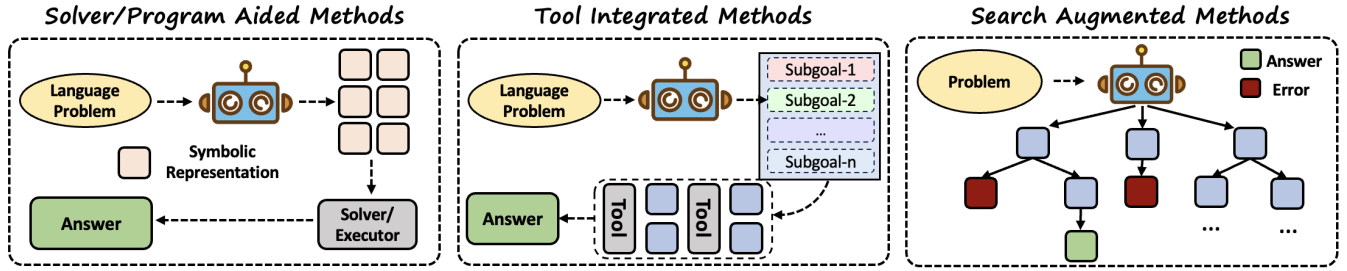 Solver/Program Aided Methods
Language
Problem
Symbolic
Representation
Answer
Solver/
Executor
Tool Integrated Methods
Language
Problem
Subgoal-1
Subgoal-2
...
Subgoal-n
Answer
Tool
Tool
Search Augmented Methods
Problem
Answer
Error
...
...